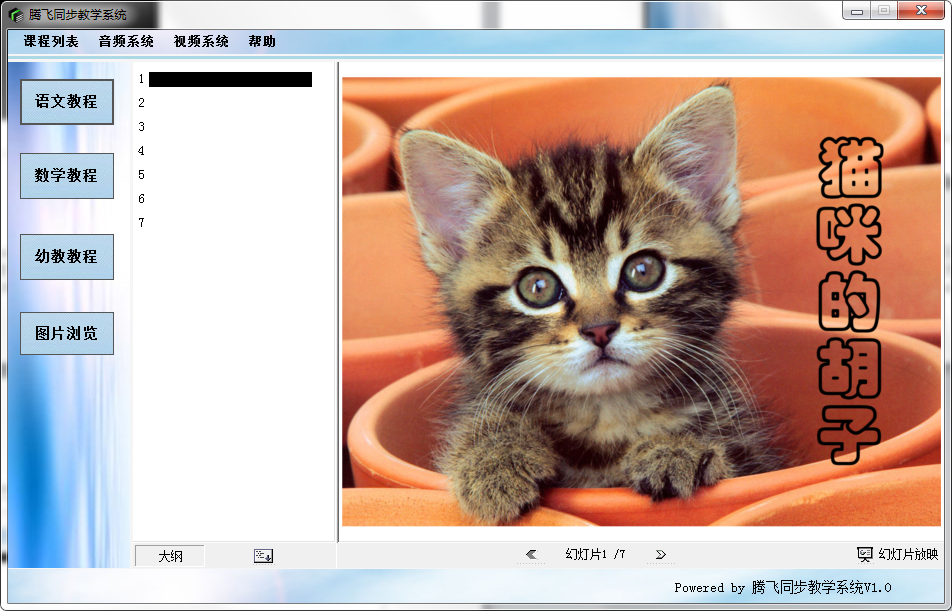 腾飞同步教学系统
课程列表 音频系统 视频系统 帮助
语文教程
数学教程
幼教教程
图片浏览
1
2
3
4
5
6
7
猫咪的胡子
大纲
幻灯片1 /7
幻灯片放映
Powered by 腾飞同步教学系统V1.0